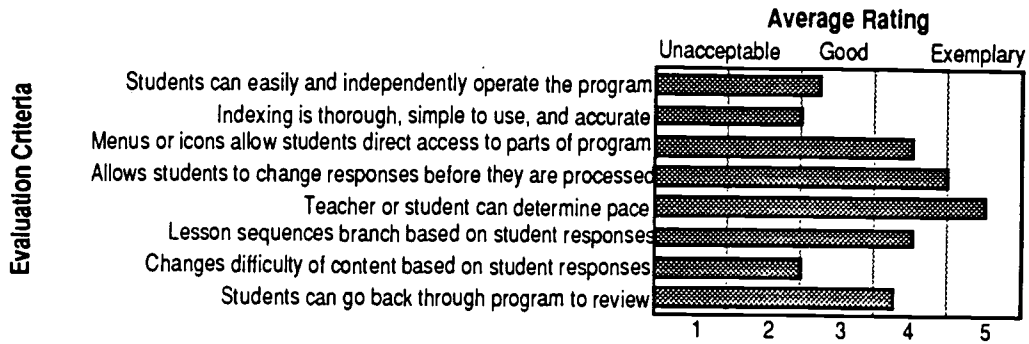 Average Rating
Unacceptable Good Exemplary
Evaluation Criteria
Students can easily and independently operate the program
Indexing is thorough, simple to use, and accurate
Menus or icons allow students direct access to parts of program
Allows students to change responses before they are processed
Teacher or student can determine pace
Lesson sequences branch based on student responses
Changes difficulty of content based on student responses
Students can go back through program to review
1 2 3 4 5